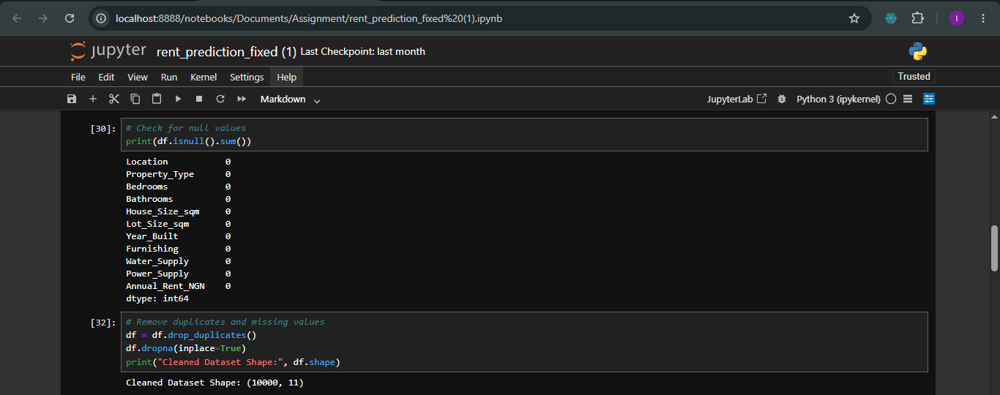 localhost:8888/notebooks/Documents/Assignment/rent_prediction_fixed%20(1).ipynb
I
jupyter rent_prediction_fixed (1) Last Checkpoint: last month
File Edit View Run Kernel Settings Help Trusted
Markdown JupyterLab Python 3 (ipykernel)
[30]: # Check for null values
print(df.isnull().sum())
Location 0
Property_Type 0
Bedrooms 0
Bathrooms 0
House_Size_sqm 0
Lot_Size_sqm 0
Year_Built 0
Furnishing 0
Water_Supply 0
Power_Supply 0
Annual_Rent_NGN 0
dtype: int64
[32]: # Remove duplicates and missing values
df = df.drop_duplicates()
df.dropna(inplace=True)
print("Cleaned Dataset Shape:", df.shape)
Cleaned Dataset Shape: (10000, 11)